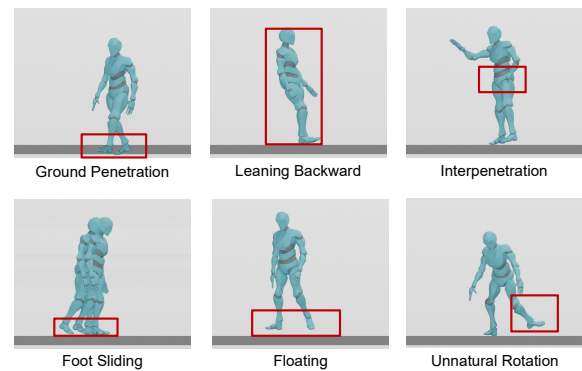 Ground Penetration
Leaning Backward
Interpenetration
Foot Sliding
Floating
Unnatural Rotation